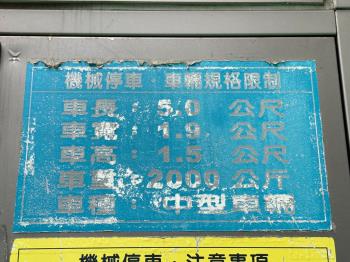 機械停車．車輛規格限制
車長：5.0 公尺
車寬：1.9 公尺
車高：1.5 公尺
車重：2000 公斤
車種：中型車輛
機械停車．注意事項